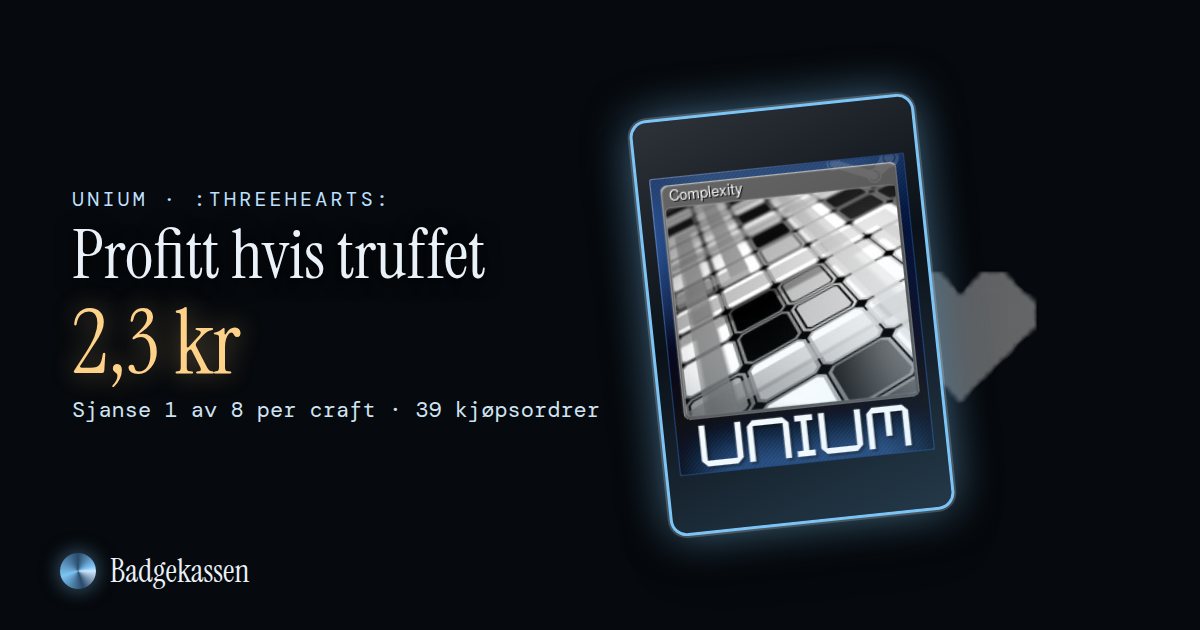 UNIUM · :THREEHEARTS:
Profitt hvis truffet
2,3 kr
Sjanse 1 av 8 per craft · 39 kjøpsordrer
Complexity
UNIUM
Badgekassen